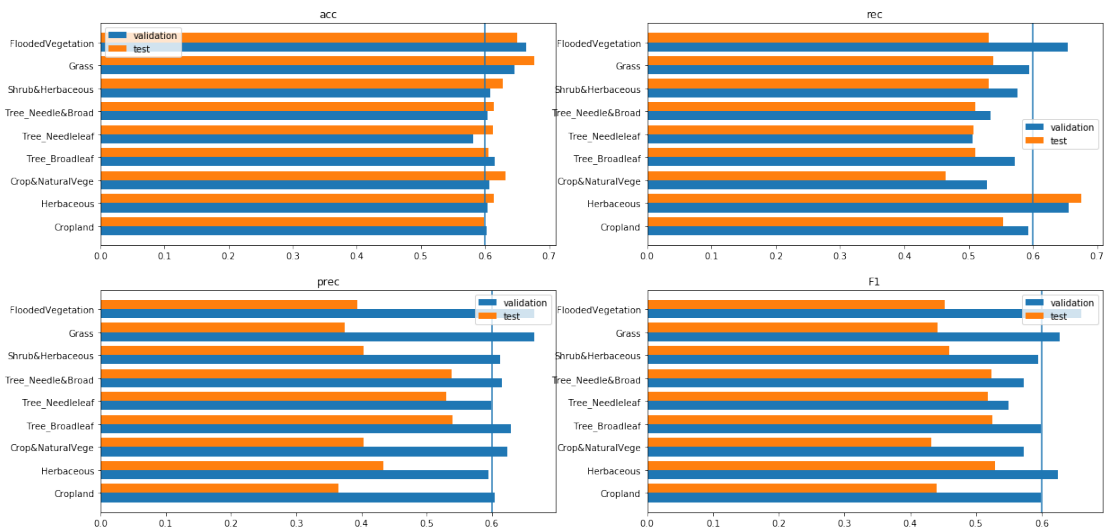 acc
validation
test
FloodedVegetation
Grass
Shrub&Herbaceous
Tree_Needle&Broad
Tree_Needleleaf
Tree_Broadleaf
Crop&NaturalVege
Herbaceous
Cropland
0.0 0.1 0.2 0.3 0.4 0.5 0.6 0.7
rec
FloodedVegetation
Grass
Shrub&Herbaceous
Tree_Needle&Broad
Tree_Needleleaf
Tree_Broadleaf
Crop&NaturalVege
Herbaceous
Cropland
validation
test
0.0 0.1 0.2 0.3 0.4 0.5 0.6 0.7
prec
validation
test
FloodedVegetation
Grass
Shrub&Herbaceous
Tree_Needle&Broad
Tree_Needleleaf
Tree_Broadleaf
Crop&NaturalVege
Herbaceous
Cropland
0.0 0.1 0.2 0.3 0.4 0.5 0.6
F1
validation
test
FloodedVegetation
Grass
Shrub&Herbaceous
Tree_Needle&Broad
Tree_Needleleaf
Tree_Broadleaf
Crop&NaturalVege
Herbaceous
Cropland
0.0 0.1 0.2 0.3 0.4 0.5 0.6